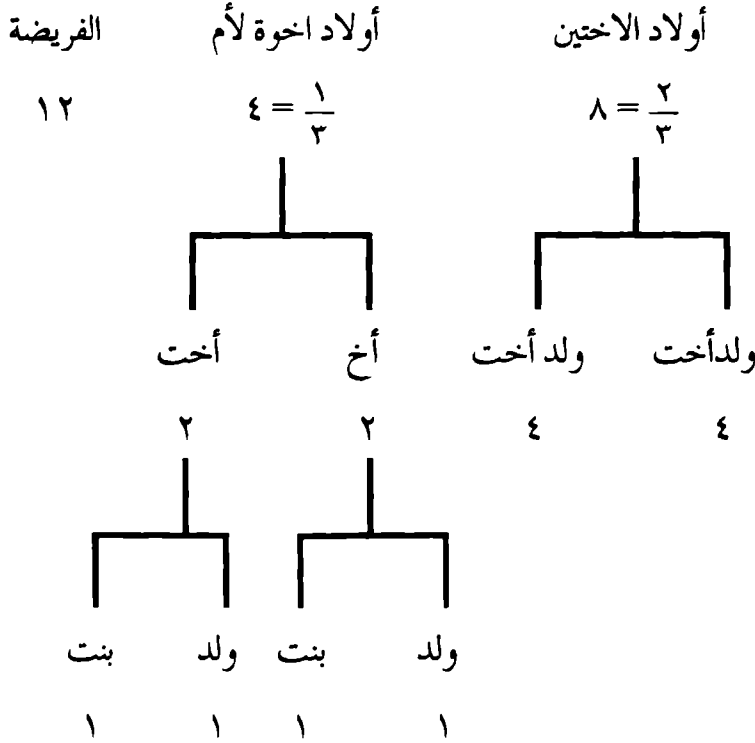 أولاد الاختين أولاد اخوة لأم الفريضة
٢/٣ = ٨ ١/٣ = ٤ ١٢
ولدأخت ولد أخت أخ أخت
٤ ٤ ٢ ٢
ولد بنت ولد بنت
١ ١ ١ ١